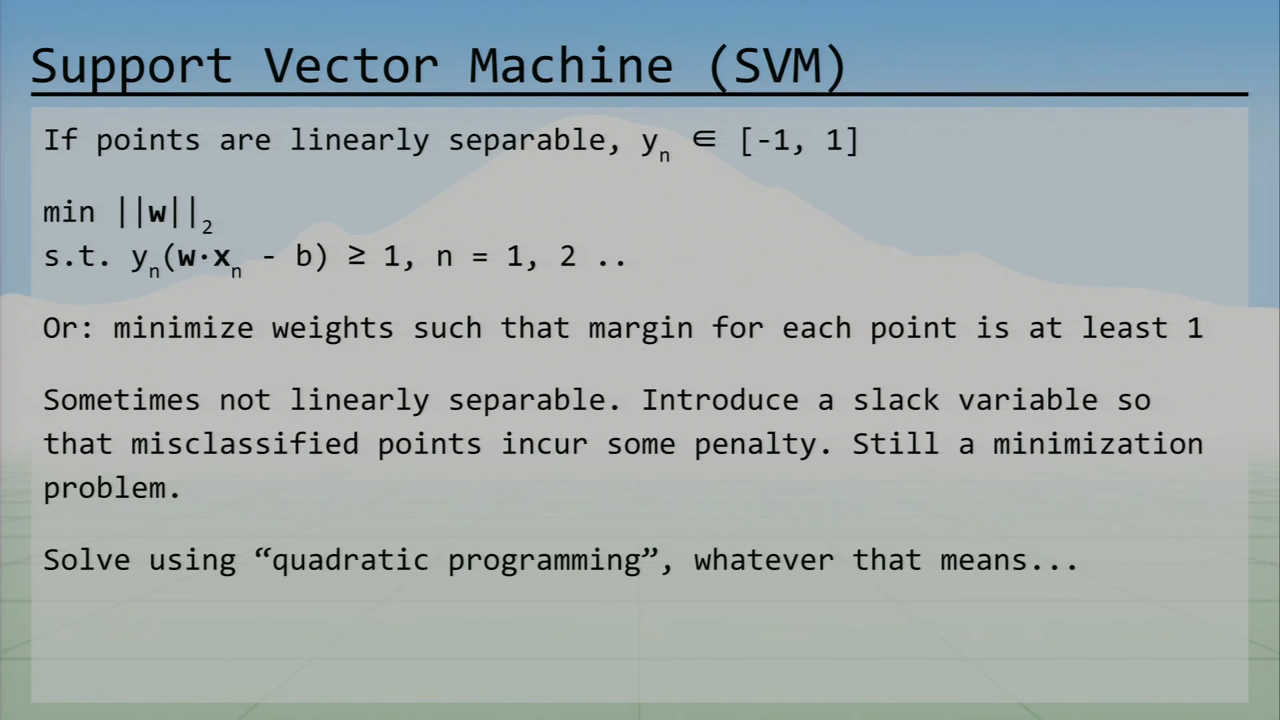 Support Vector Machine (SVM)
If points are linearly separable, yₙ ∈ [-1, 1]
min ||w||₂
s.t. yₙ(w·xₙ - b) ≥ 1, n = 1, 2 ..
Or: minimize weights such that margin for each point is at least 1
Sometimes not linearly separable. Introduce a slack variable so
that misclassified points incur some penalty. Still a minimization
problem.
Solve using “quadratic programming”, whatever that means...